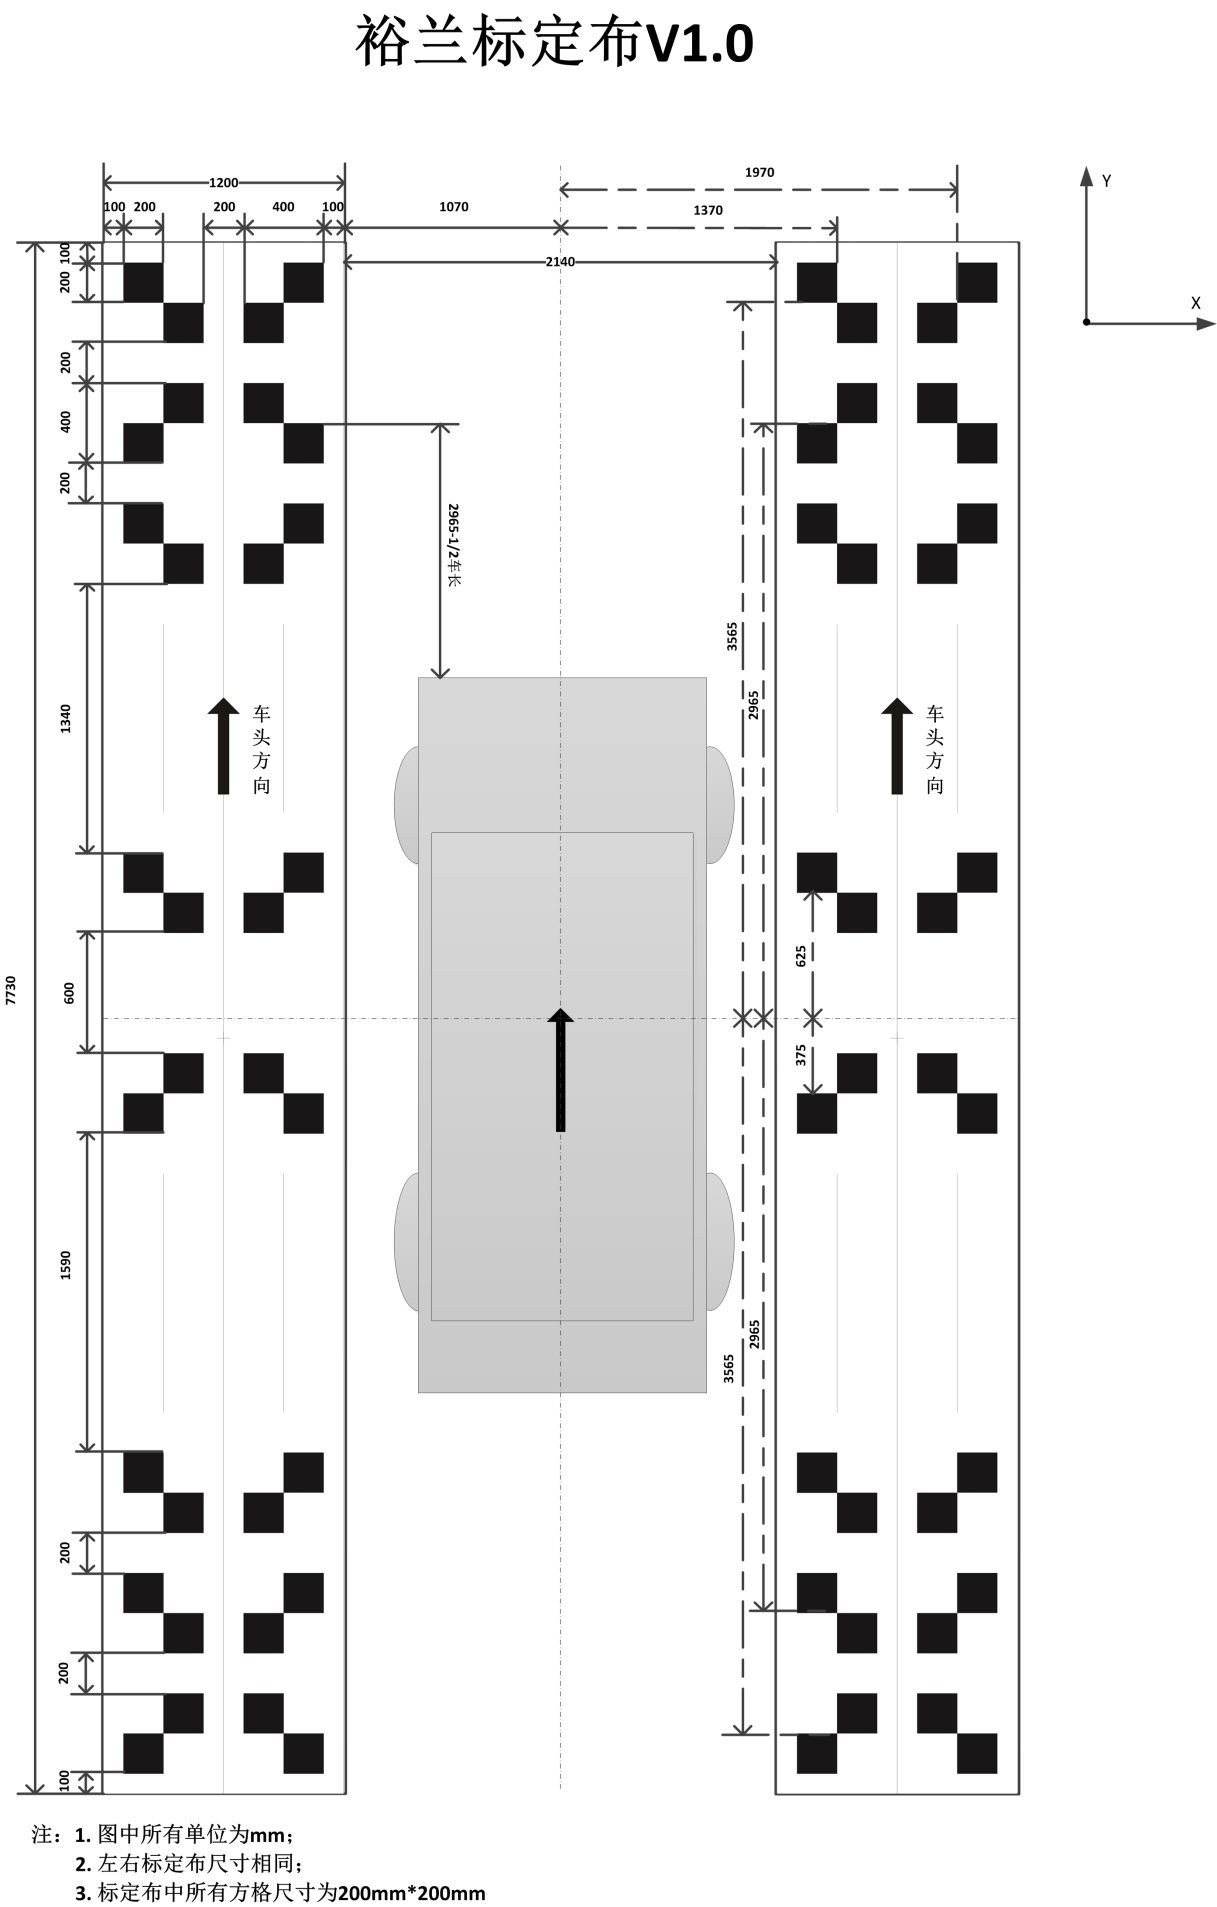 裕兰标定布V1.0
1970
Y
1200
100 200 200 400 100 1070 1370
100
200
2140
X
200
400
200
2965-1/2车长
3565
2965
1340
车头方向
车头方向
7730
600
625
375
1590
2965
3565
200
200
100
注：1. 图中所有单位为mm；
2. 左右标定布尺寸相同；
3. 标定布中所有方格尺寸为200mm*200mm